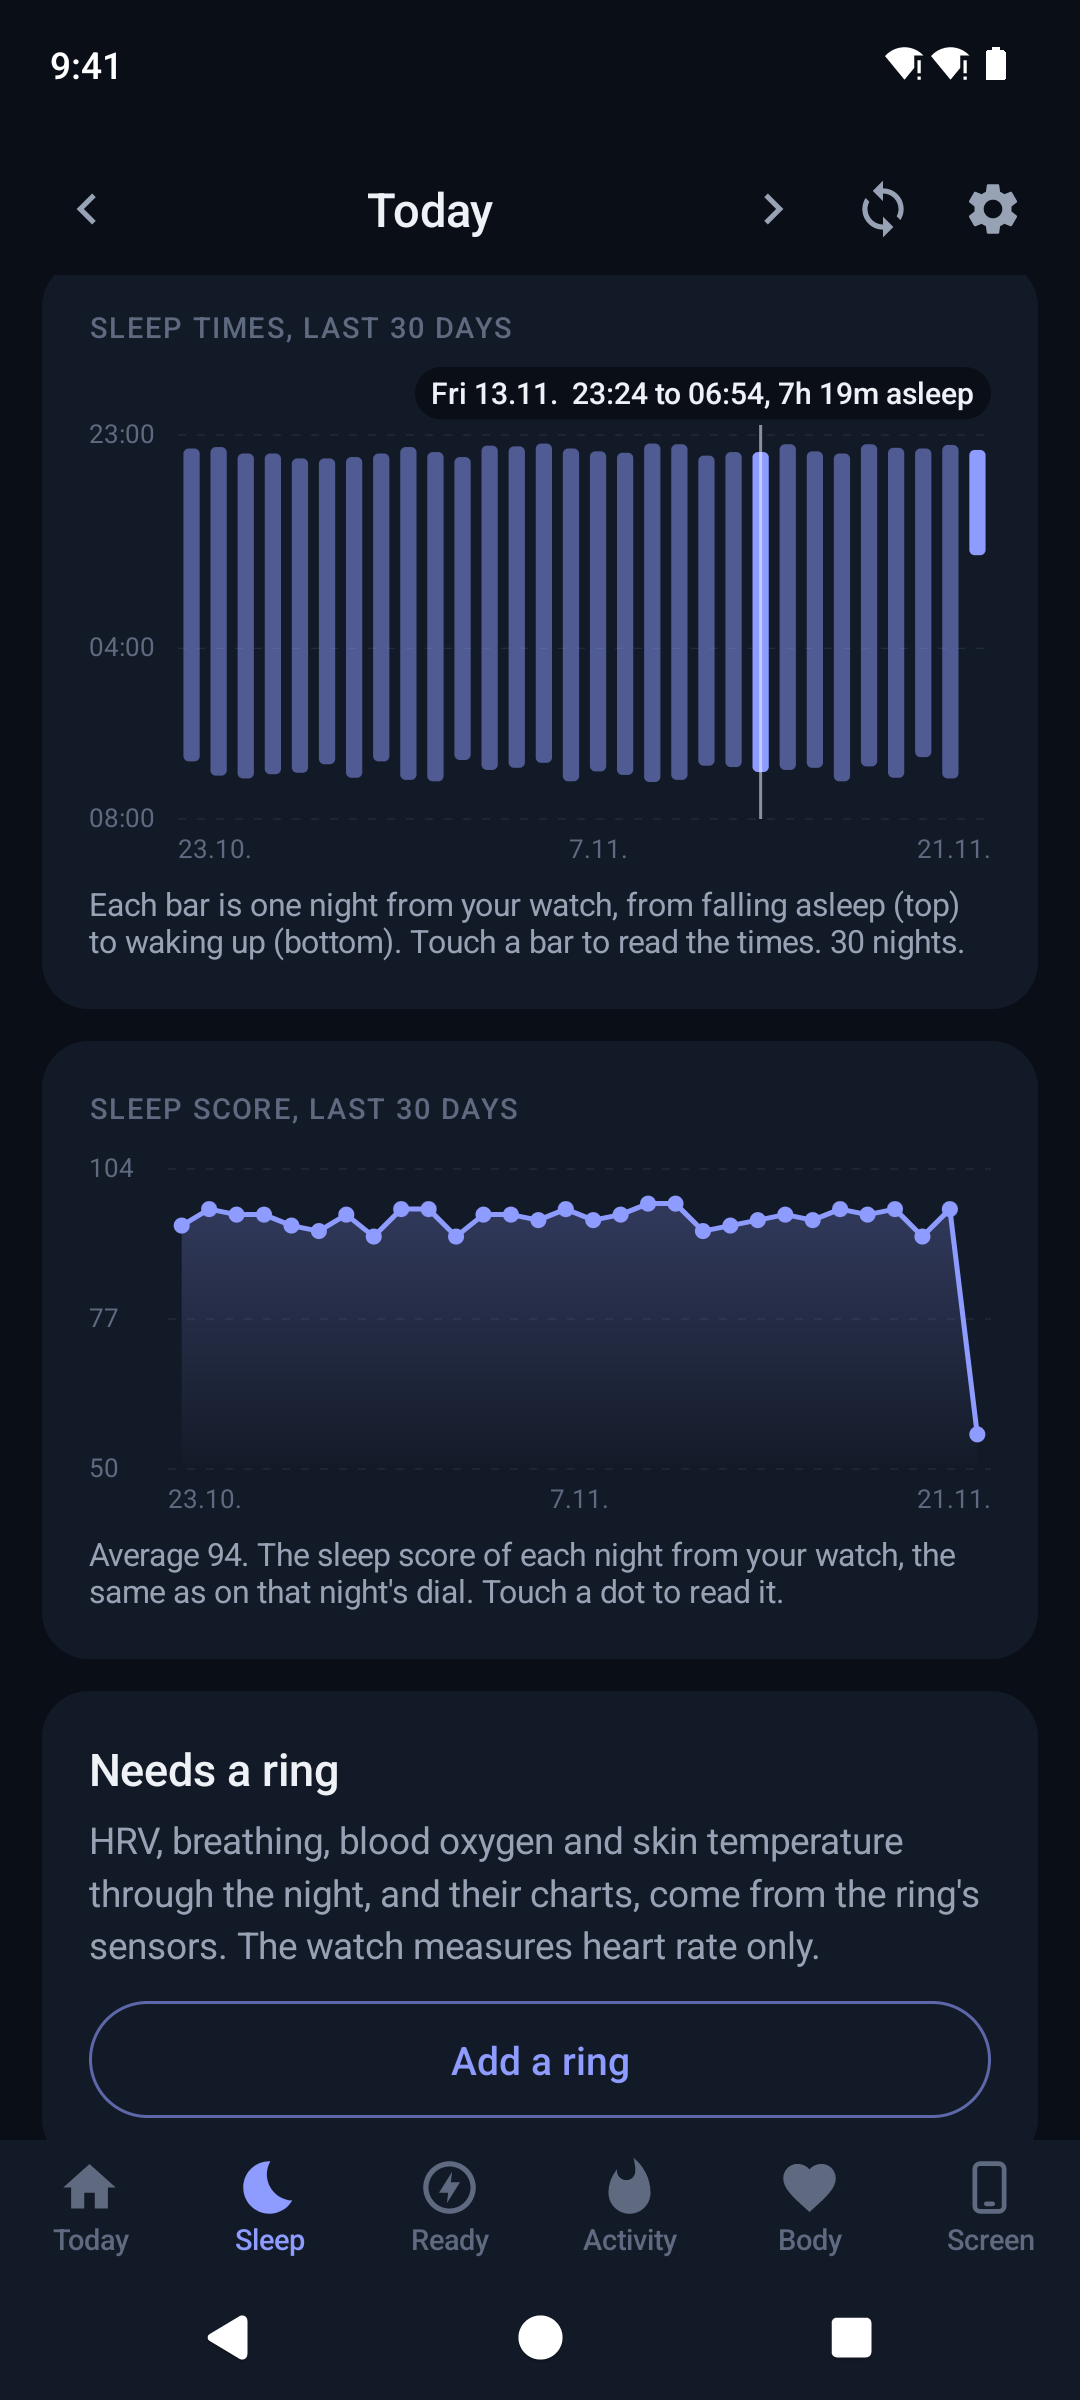 9:41
Today
SLEEP TIMES, LAST 30 DAYS
Fri 13.11.  23:24 to 06:54, 7h 19m asleep
23:00
04:00
08:00
23.10.
7.11.
21.11.
Each bar is one night from your watch, from falling asleep (top)
to waking up (bottom). Touch a bar to read the times. 30 nights.
SLEEP SCORE, LAST 30 DAYS
104
77
50
23.10.
7.11.
21.11.
Average 94. The sleep score of each night from your watch, the
same as on that night's dial. Touch a dot to read it.
Needs a ring
HRV, breathing, blood oxygen and skin temperature
through the night, and their charts, come from the ring's
sensors. The watch measures heart rate only.
Add a ring
Today
Sleep
Ready
Activity
Body
Screen